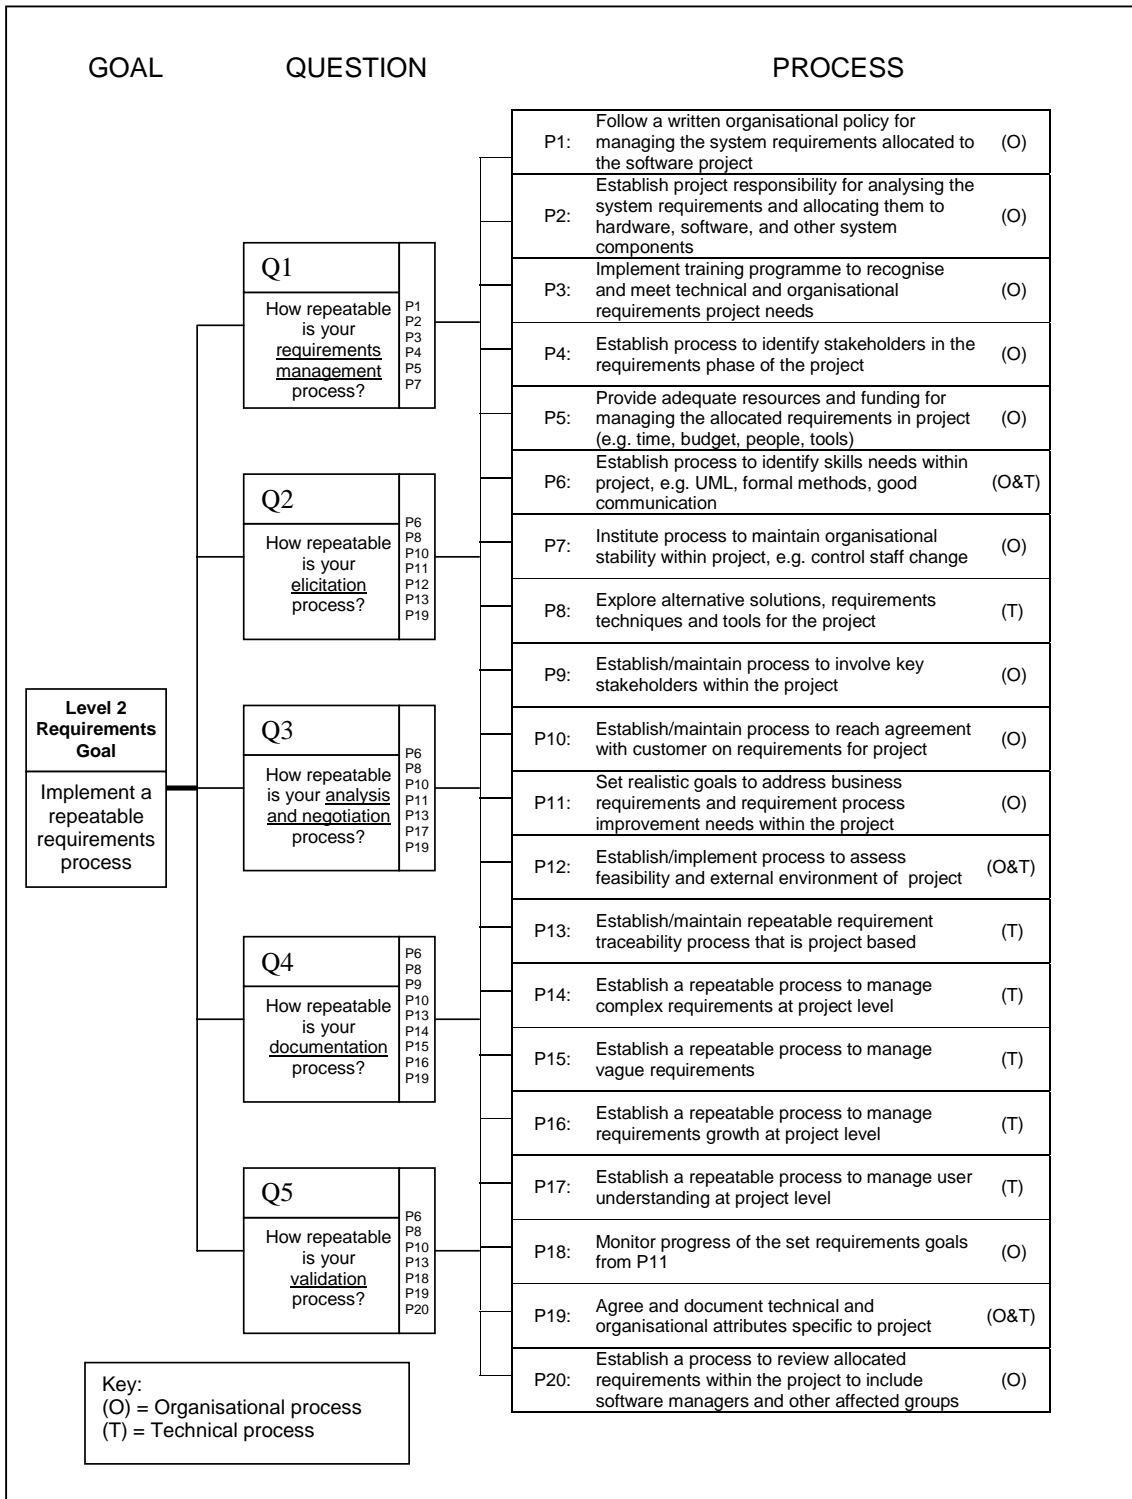 GOAL
QUESTION
PROCESS
Level 2
Requirements
Goal
Implement a
repeatable
requirements
process
Q1
How repeatable
is your
requirements
management
process?
P1
P2
P3
P4
P5
P7
Q2
How repeatable
is your
elicitation
process?
P6
P8
P10
P11
P12
P13
P19
Q3
How repeatable
is your analysis
and negotiation
process?
P6
P8
P10
P11
P13
P17
P19
Q4
How repeatable
is your
documentation
process?
P6
P8
P9
P10
P13
P14
P15
P16
P19
Q5
How repeatable
is your
validation
process?
P6
P8
P10
P13
P18
P19
P20
P1:
Follow a written organisational policy for
managing the system requirements allocated to
the software project
(O)
P2:
Establish project responsibility for analysing the
system requirements and allocating them to
hardware, software, and other system
components
(O)
P3:
Implement training programme to recognise
and meet technical and organisational
requirements project needs
(O)
P4:
Establish process to identify stakeholders in the
requirements phase of the project
(O)
P5:
Provide adequate resources and funding for
managing the allocated requirements in project
(e.g. time, budget, people, tools)
(O)
P6:
Establish process to identify skills needs within
project, e.g. UML, formal methods, good
communication
(O&T)
P7:
Institute process to maintain organisational
stability within project, e.g. control staff change
(O)
P8:
Explore alternative solutions, requirements
techniques and tools for the project
(T)
P9:
Establish/maintain process to involve key
stakeholders within the project
(O)
P10:
Establish/maintain process to reach agreement
with customer on requirements for project
(O)
P11:
Set realistic goals to address business
requirements and requirement process
improvement needs within the project
(O)
P12:
Establish/implement process to assess
feasibility and external environment of project
(O&T)
P13:
Establish/maintain repeatable requirement
traceability process that is project based
(T)
P14:
Establish a repeatable process to manage
complex requirements at project level
(T)
P15:
Establish a repeatable process to manage
vague requirements
(T)
P16:
Establish a repeatable process to manage
requirements growth at project level
(T)
P17:
Establish a repeatable process to manage user
understanding at project level
(T)
P18:
Monitor progress of the set requirements goals
from P11
(O)
P19:
Agree and document technical and
organisational attributes specific to project
(O&T)
P20:
Establish a process to review allocated
requirements within the project to include
software managers and other affected groups
(O)
Key:
(O) = Organisational process
(T) = Technical process